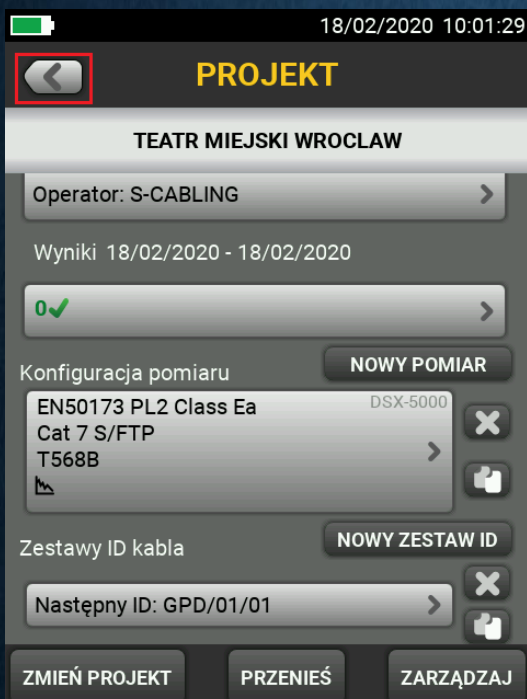 18/02/2020 10:01:29
PROJEKT
TEATR MIEJSKI WROCLAW
Operator: S-CABLING
Wyniki 18/02/2020 - 18/02/2020
0
Konfiguracja pomiaru
NOWY POMIAR
EN50173 PL2 Class Ea
DSX-5000
Cat 7 S/FTP
T568B
Zestawy ID kabla
NOWY ZESTAW ID
Następny ID: GPD/01/01
ZMIEŃ PROJEKT
PRZENIEŚ
ZARZĄDZAJ